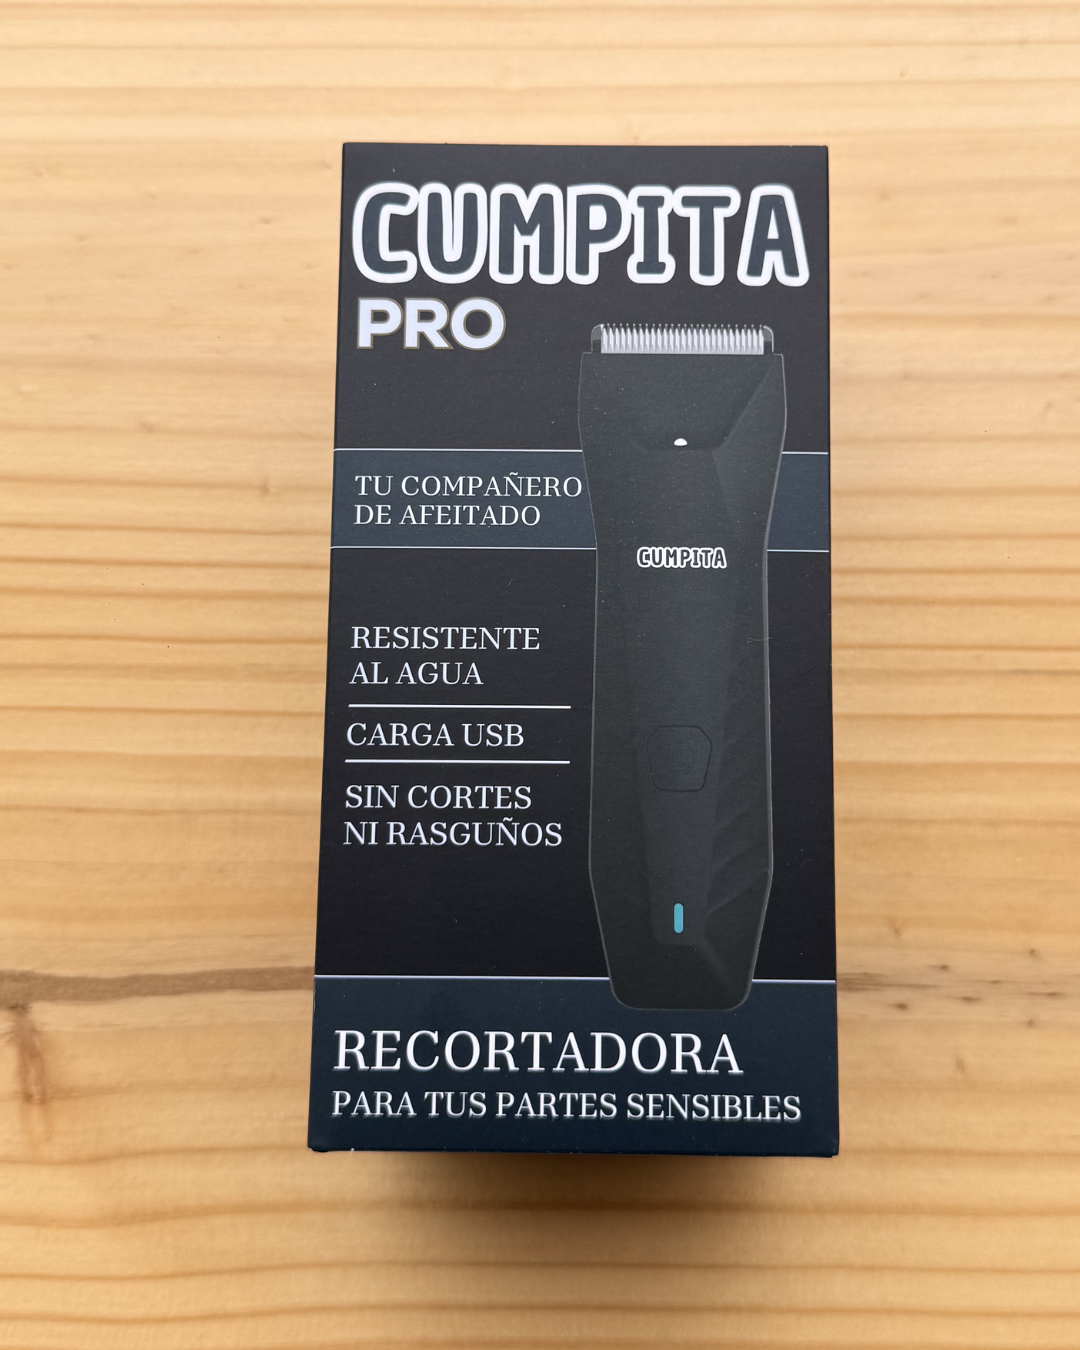 CUMPITA
PRO
TU COMPAÑERO
DE AFEITADO
CUMPITA
RESISTENTE
AL AGUA
CARGA USB
SIN CORTES
NI RASGUÑOS
RECORTADORA
PARA TUS PARTES SENSIBLES